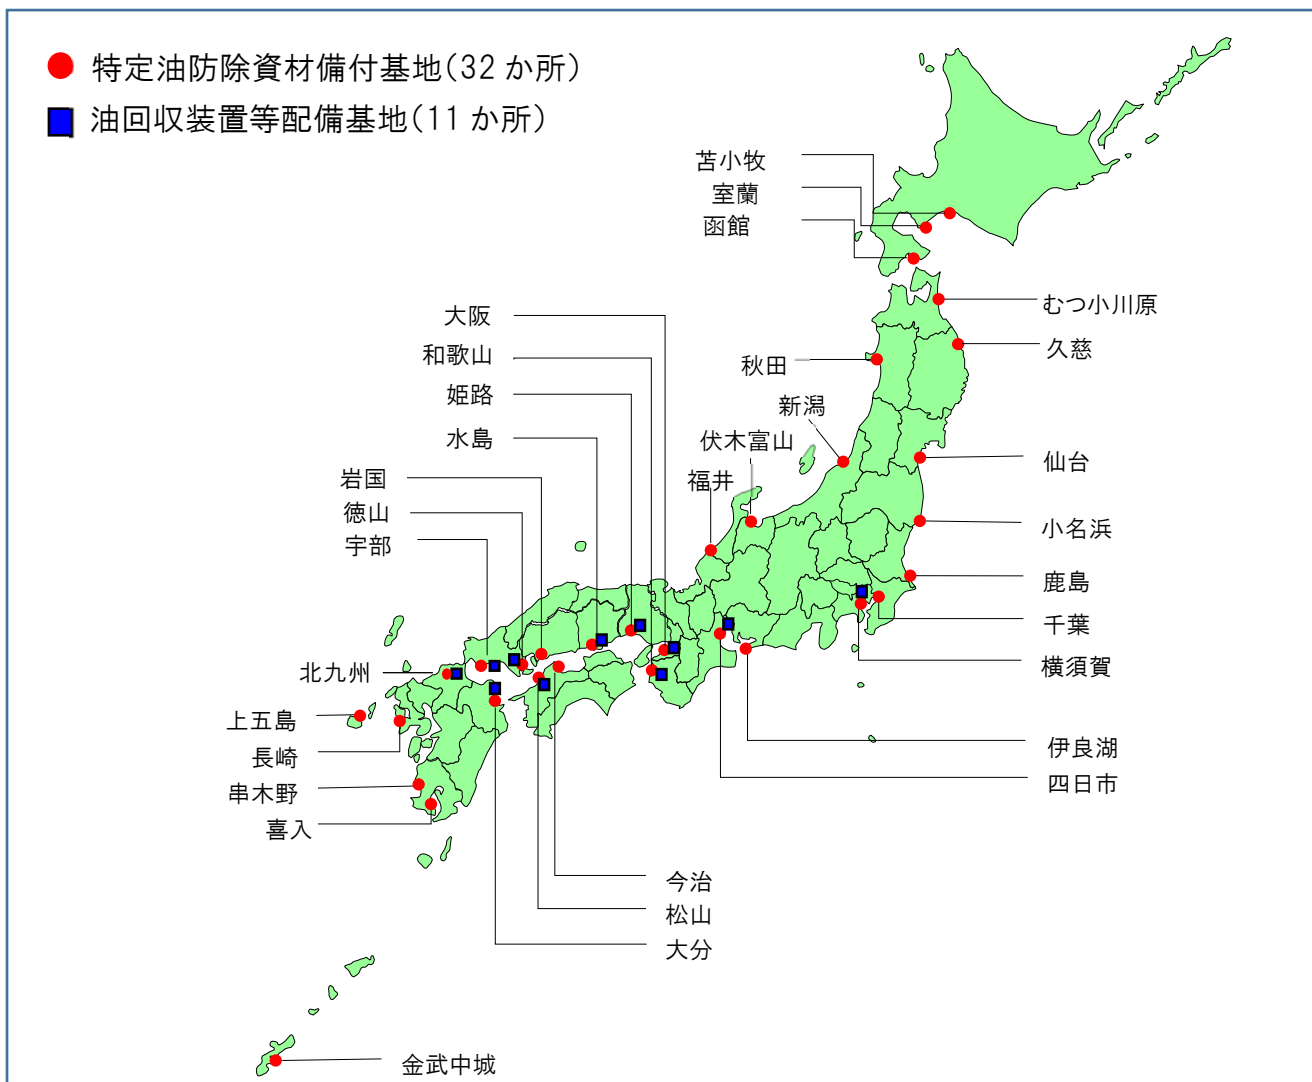 特定油防除資材備付基地(32か所)
油回収装置等配備基地(11か所)
苫小牧
室蘭
函館
むつ小川原
大阪
久慈
和歌山
秋田
姫路
新潟
水島
伏木富山
仙台
岩国
福井
徳山
小名浜
宇部
鹿島
千葉
横須賀
北九州
上五島
伊良湖
長崎
四日市
串木野
喜入
今治
松山
大分
金武中城